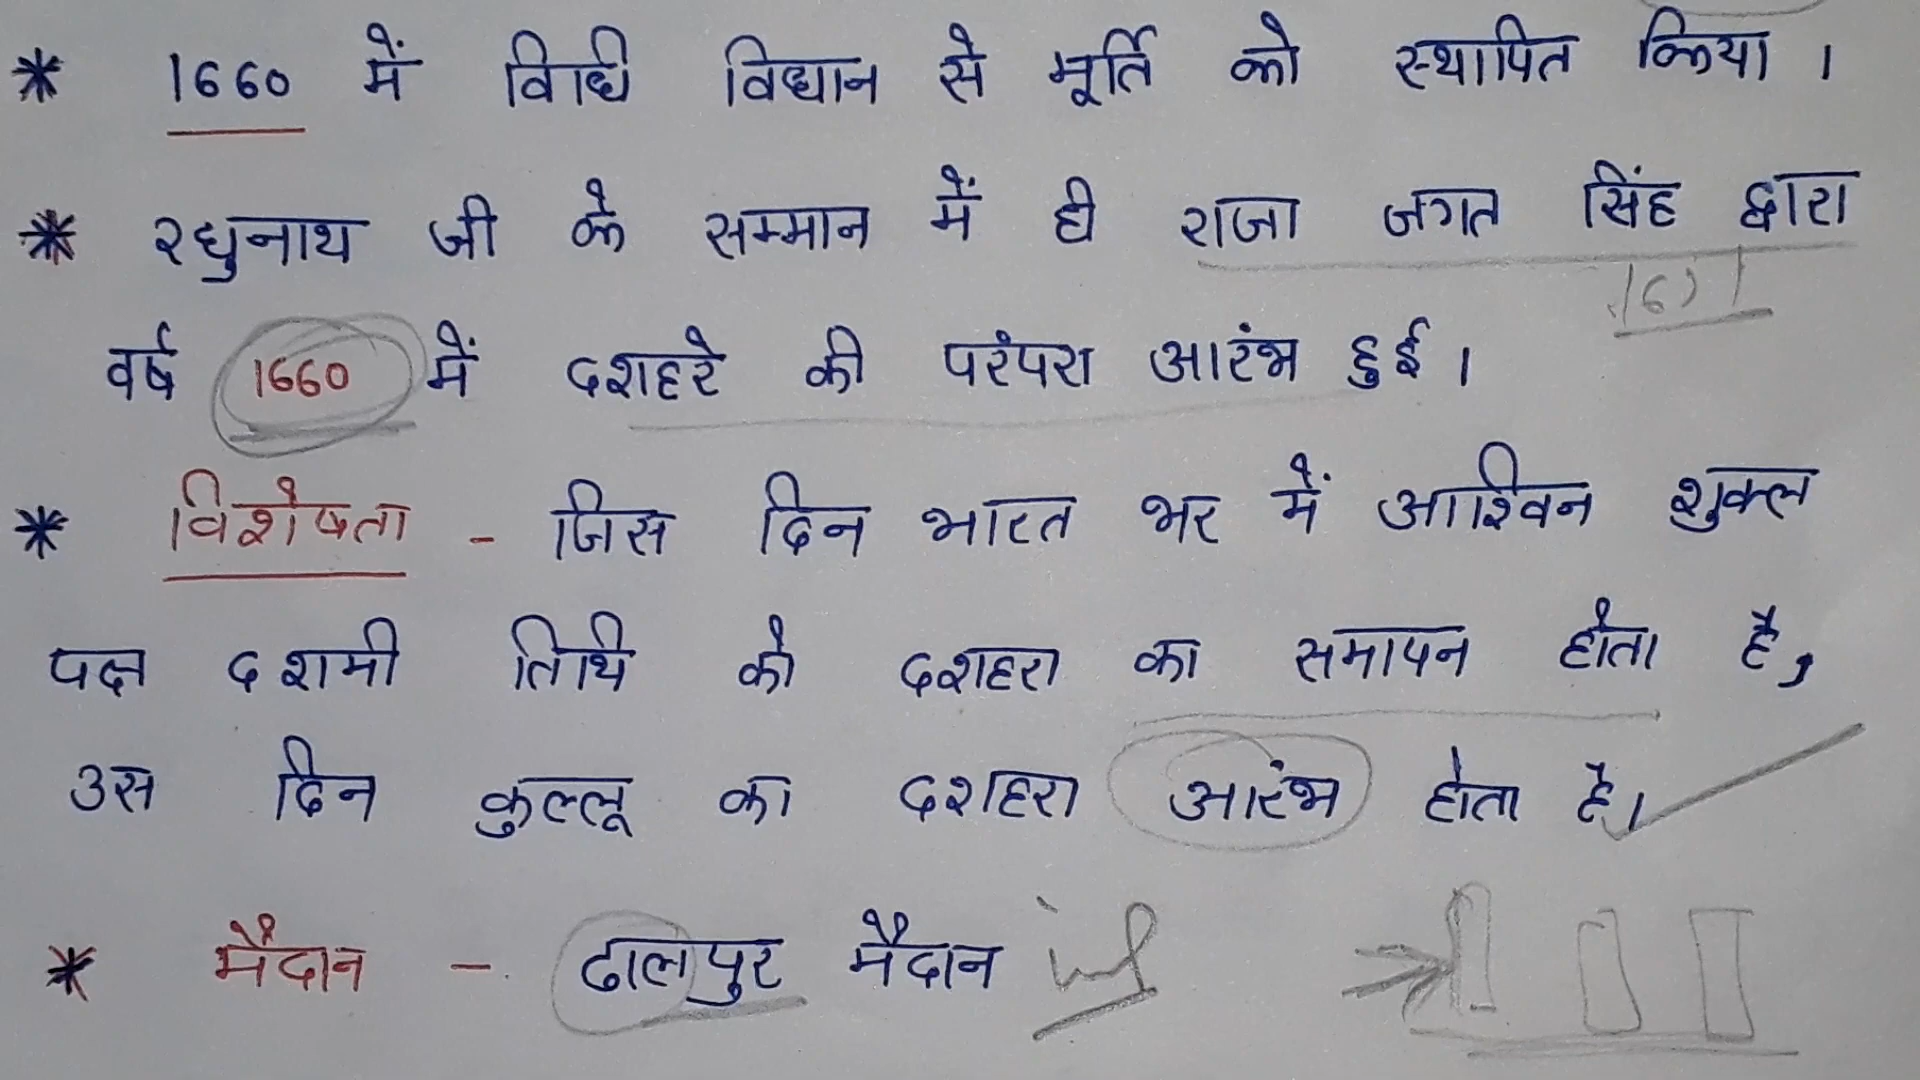 * 1660 में विधि विधान से मूर्ति को स्थापित किया ।
* रघुनाथ जी के सम्मान में ही राजा जगत सिंह द्वारा
वर्ष 1660 में दशहरे की परंपरा आरंभ हुई ।
* विशेषता - जिस दिन भारत भर में आश्विन शुक्ल
पक्ष दशमी तिथि को दशहरा का समापन होता है,
उस दिन कुल्लू का दशहरा आरंभ होता है।
* मैदान - ढालपुर मैदान